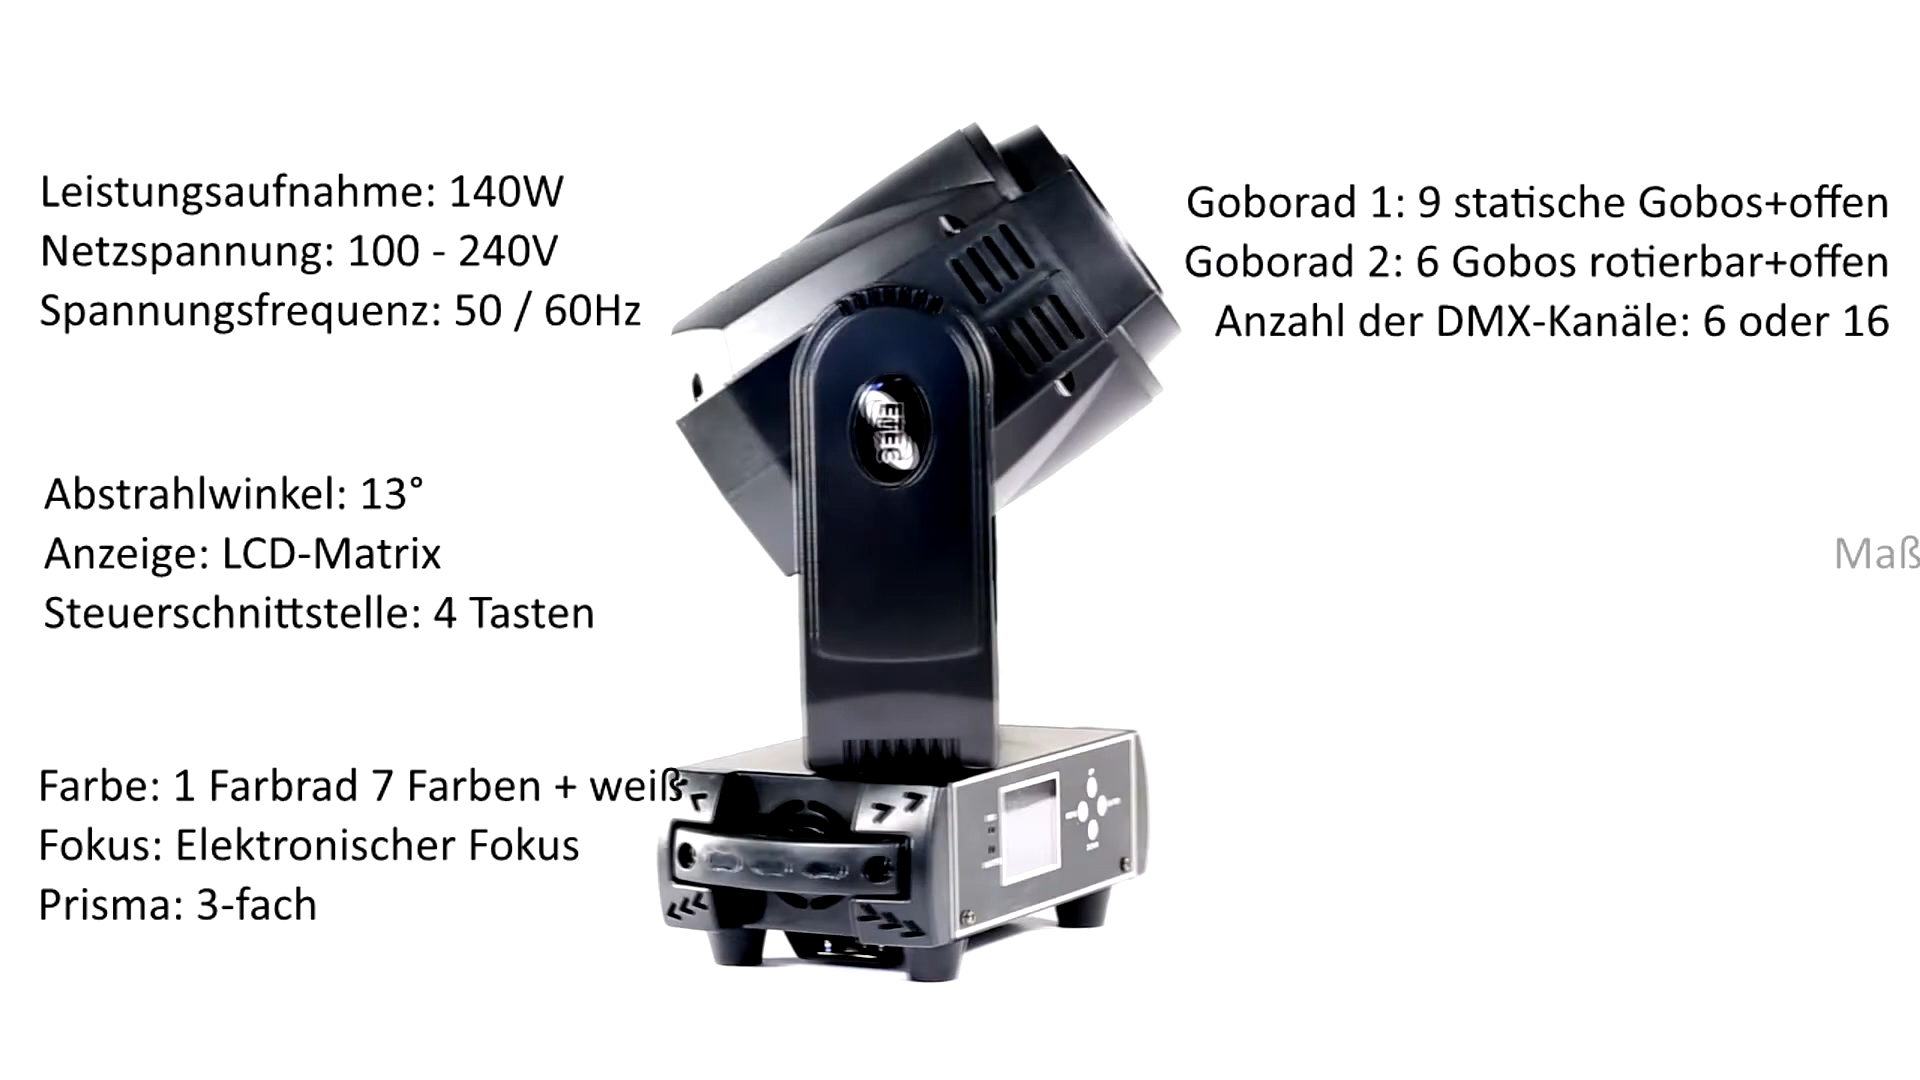 Leistungsaufnahme: 140W
Netzspannung: 100 - 240V
Spannungsfrequenz: 50 / 60Hz
Abstrahlwinkel: 13°
Anzeige: LCD-Matrix
Steuerschnittstelle: 4 Tasten
Farbe: 1 Farbrad 7 Farben + weiß
Fokus: Elektronischer Fokus
Prisma: 3-fach
Goborad 1: 9 statische Gobos+offen
Goborad 2: 6 Gobos rotierbar+offen
Anzahl der DMX-Kanäle: 6 oder 16
Maß
ETEC